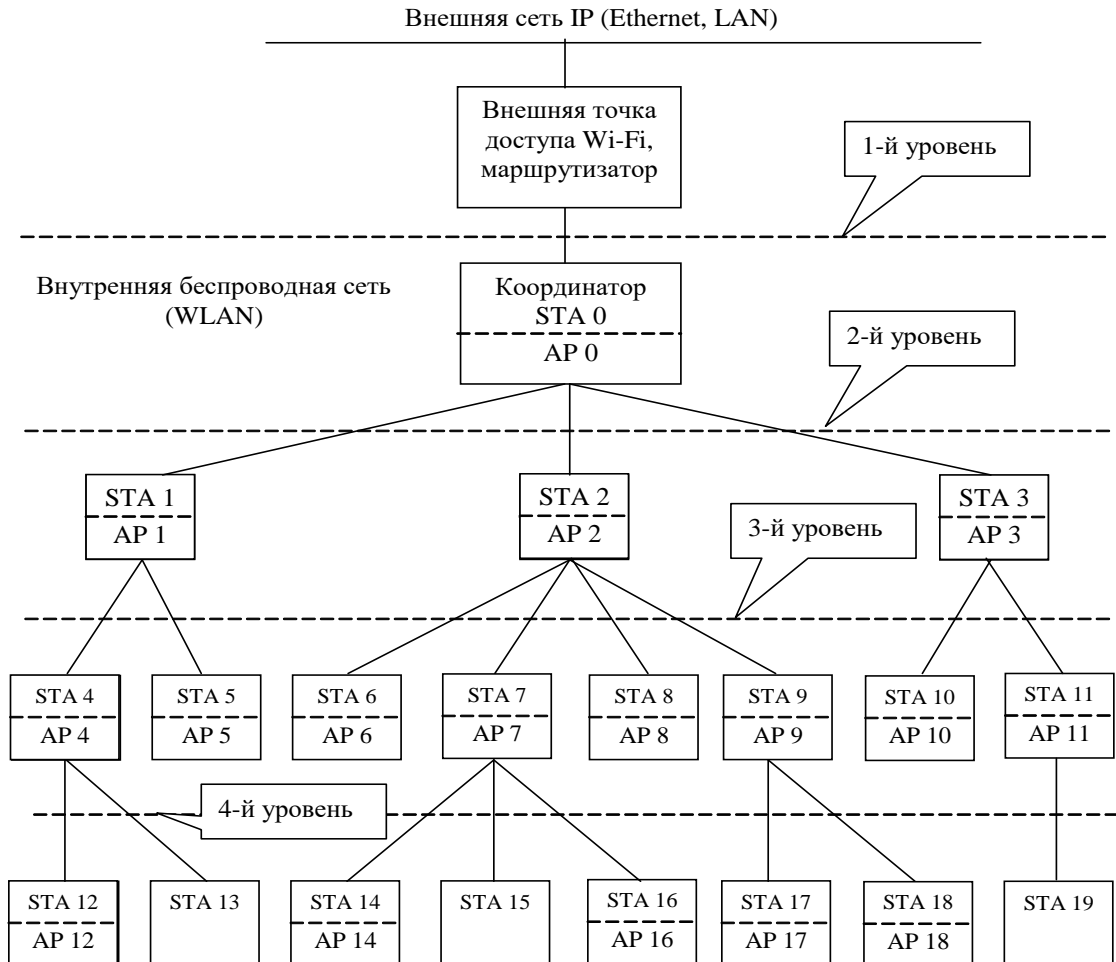 Внешняя сеть IP (Ethernet, LAN)
Внешняя точка
доступа Wi-Fi,
маршрутизатор
1-й уровень
Внутренняя беспроводная сеть
(WLAN)
Координатор
STA 0
AP 0
2-й уровень
STA 1
AP 1
STA 2
AP 2
STA 3
AP 3
3-й уровень
STA 4
AP 4
STA 5
AP 5
STA 6
AP 6
STA 7
AP 7
STA 8
AP 8
STA 9
AP 9
STA 10
AP 10
STA 11
AP 11
4-й уровень
STA 12
AP 12
STA 13
STA 14
AP 14
STA 15
STA 16
AP 16
STA 17
AP 17
STA 18
AP 18
STA 19